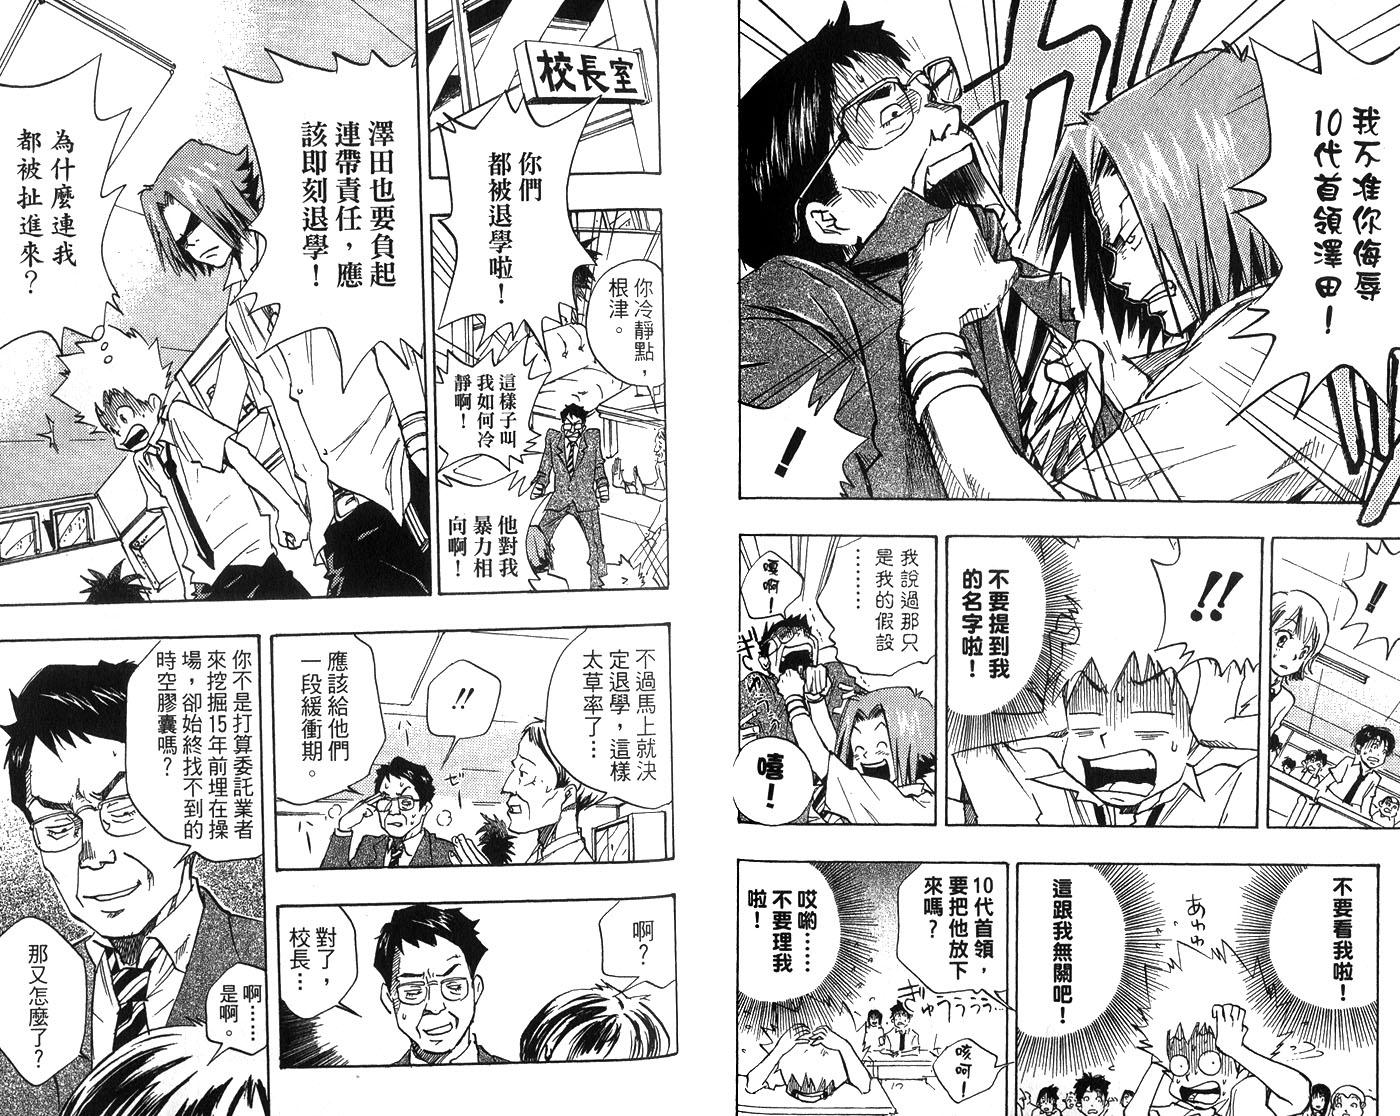 我不准你侮辱
10代首領澤田！
！
！
！！
不要提到我
的名字啦！
我說過那只
是我的假設
………
嘎啊！
嘻！
不要看我啦！
這跟我無關吧！
あゅゅ
10代首領，
要把他放下
來嗎？
ぎゅううぅぅ…
咳呵！
哎喲……
不要理我
啦！
校長室
你們
都被退學啦！
你冷靜點，
根津。
這樣子叫
我如何冷
靜啊！
他對我
暴力相
向啊！
澤田也要負起
連帶責任，應
該即刻退學！
為什麼連我
都被扯進來？
不過馬上就決
定退學，這樣
太草率了…
！！
應該給他們
一段緩衝期。
啊？
對了，
校長…
你不是打算委託業者
來挖掘15年前埋在操
場，卻始終找不到的
時空膠囊嗎？
啊……
是啊。
那又怎麼了？